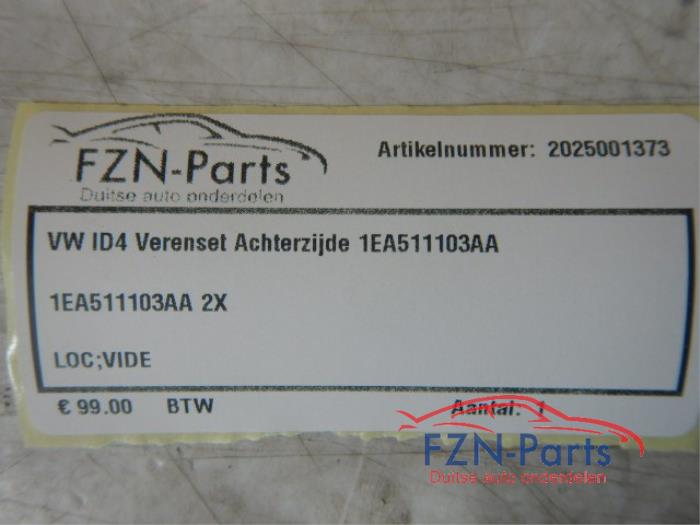 FZN-Parts
Duitse auto onderdelen
Artikelnummer: 2025001373
VW ID4 Verenset Achterzijde 1EA511103AA
1EA511103AA 2X
LOC;VIDE
€ 99.00 BTW Aantal: 1
FZN-Parts
Duitse auto onderdelen